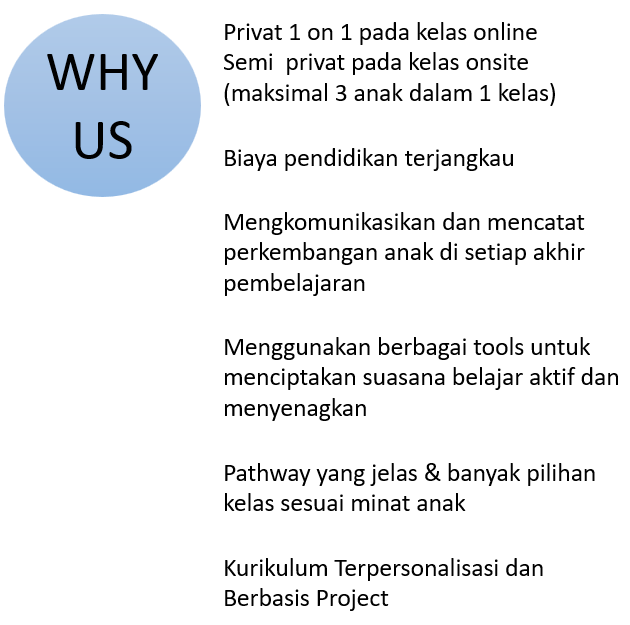 WHY
US
Privat 1 on 1 pada kelas online
Semi  privat pada kelas onsite
(maksimal 3 anak dalam 1 kelas)
Biaya pendidikan terjangkau
Mengkomunikasikan dan mencatat
perkembangan anak di setiap akhir
pembelajaran
Menggunakan berbagai tools untuk
menciptakan suasana belajar aktif dan
menyenagkan
Pathway yang jelas & banyak pilihan
kelas sesuai minat anak
Kurikulum Terpersonalisasi dan
Berbasis Project